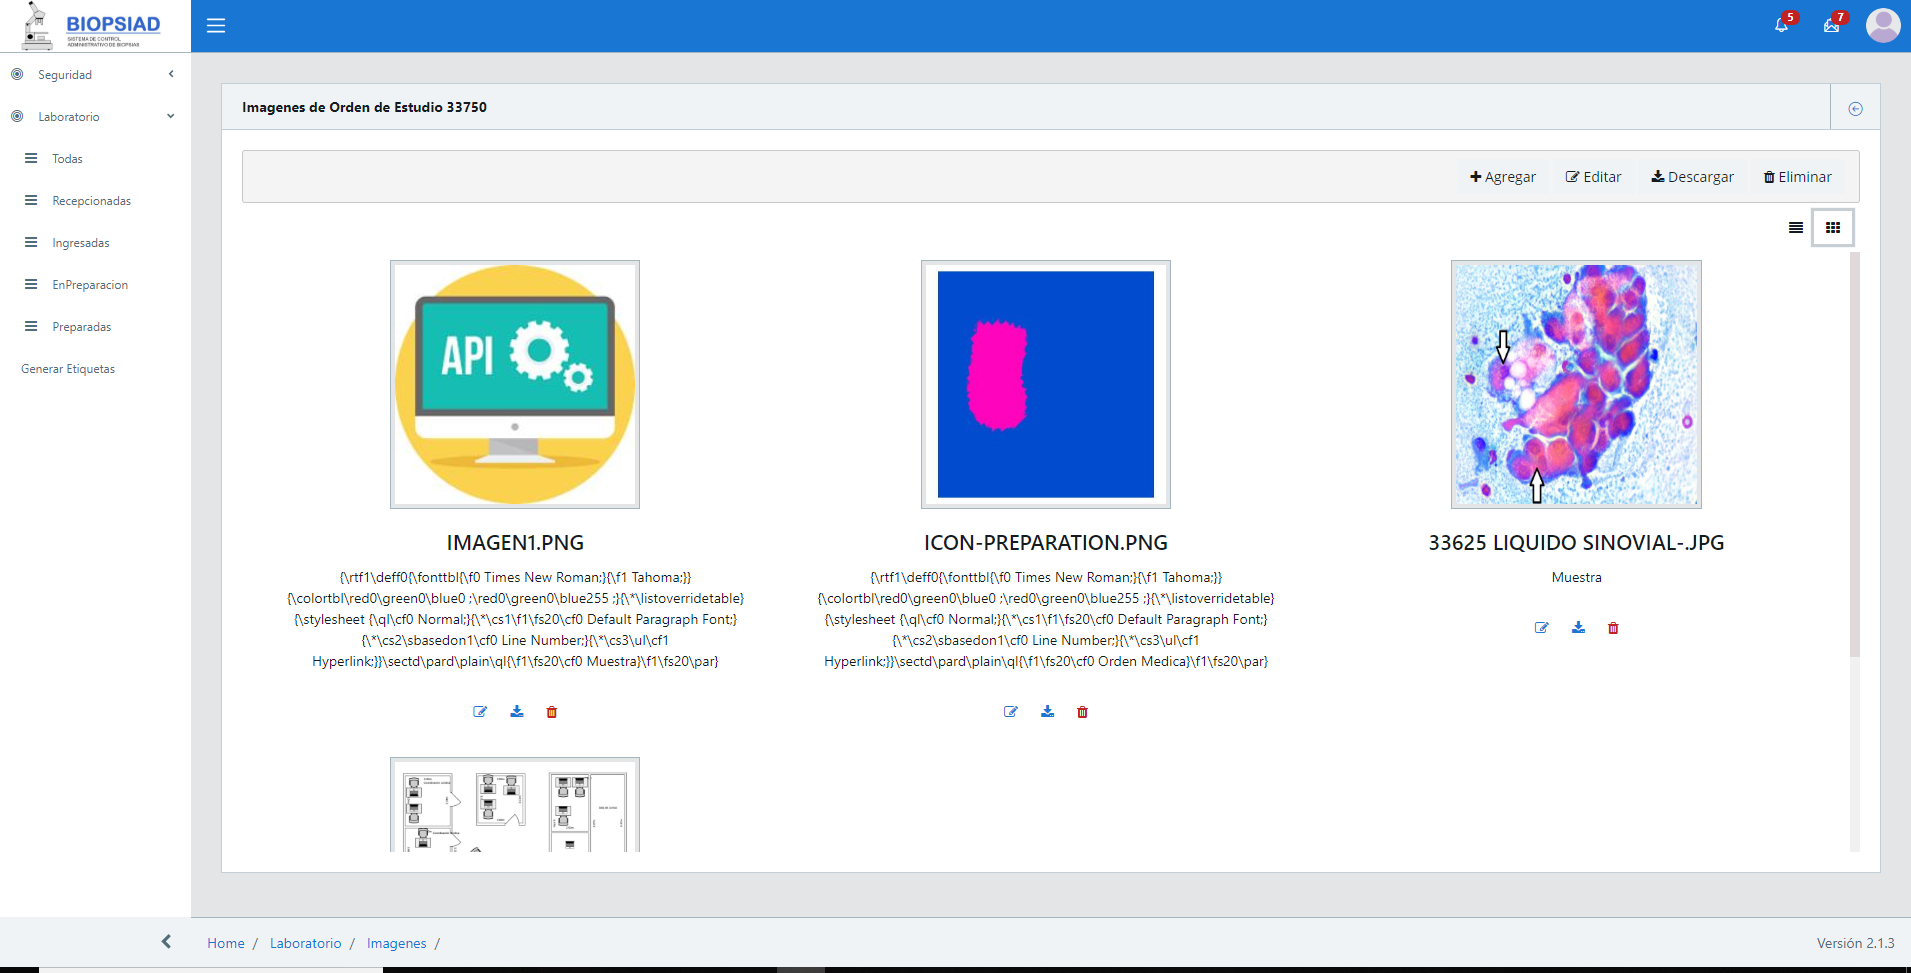 BIOPSIAD
SISTEMA DE CONTROL
ADMINISTRATIVO DE BIOPSIAS
5
7
Seguridad
Laboratorio
Todas
Recepcionadas
Ingresadas
EnPreparacion
Preparadas
Generar Etiquetas
Imagenes de Orden de Estudio 33750
Agregar
Editar
Descargar
Eliminar
API
IMAGEN1.PNG
{\rtf1\deff0{\fonttbl{\f0 Times New Roman;}{\f1 Tahoma;}}
{\colortbl\red0\green0\blue0 ;\red0\green0\blue255 ;}{\*\listoverridetable}
{\stylesheet {\ql\cf0 Normal;}{\*\cs1\f1\fs20\cf0 Default Paragraph Font;}
{\*\cs2\sbasedon1\cf0 Line Number;}{\*\cs3\ul\cf1
Hyperlink;}}\sectd\pard\plain\ql{\f1\fs20\cf0 Muestra}\f1\fs20\par}
ICON-PREPARATION.PNG
{\rtf1\deff0{\fonttbl{\f0 Times New Roman;}{\f1 Tahoma;}}
{\colortbl\red0\green0\blue0 ;\red0\green0\blue255 ;}{\*\listoverridetable}
{\stylesheet {\ql\cf0 Normal;}{\*\cs1\f1\fs20\cf0 Default Paragraph Font;}
{\*\cs2\sbasedon1\cf0 Line Number;}{\*\cs3\ul\cf1
Hyperlink;}}\sectd\pard\plain\ql{\f1\fs20\cf0 Orden Medica}\f1\fs20\par}
33625 LIQUIDO SINOVIAL-.JPG
Muestra
Home / Laboratorio / Imagenes /
Versión 2.1.3